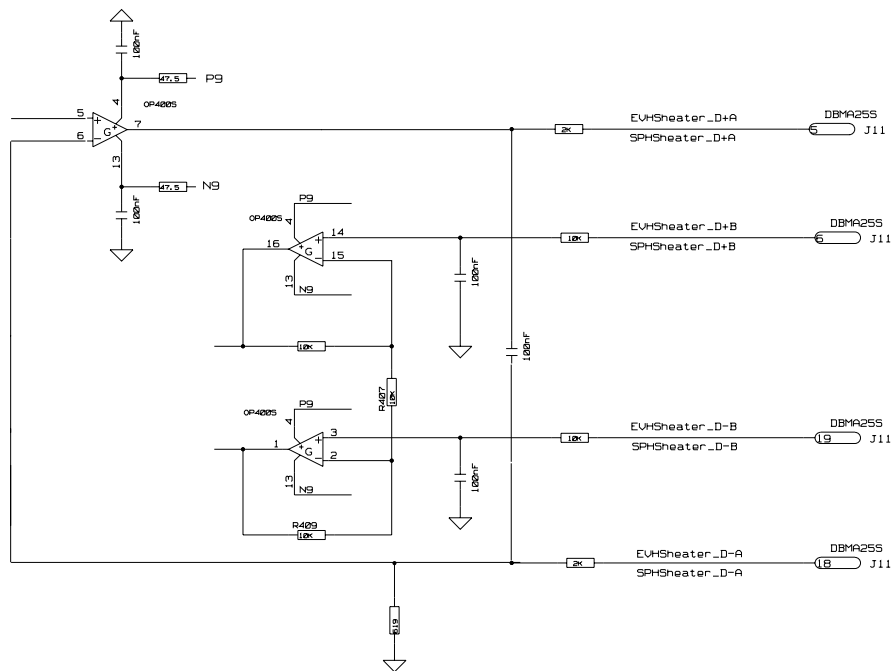 100nF
47.5 P9
4 OP400S
5 + G 7
6 -
13
47.5 N9
100nF
EVHSheater_D+A
SPHSheater_D+A
2K
DBMA25S
5 J11
P9
OP400S 4
16 + G 14
- 15
13 N9
EVHSheater_D+B
SPHSheater_D+B
10K
DBMA25S
6 J11
100nF
10K
100nF
R407 10K
P9
OP400S 4
1 + G 3
- 2
13 N9
EVHSheater_D-B
SPHSheater_D-B
10K
DBMA25S
19 J11
100nF
R409
10K
EVHSheater_D-A
SPHSheater_D-A
2K
DBMA25S
18 J11
619